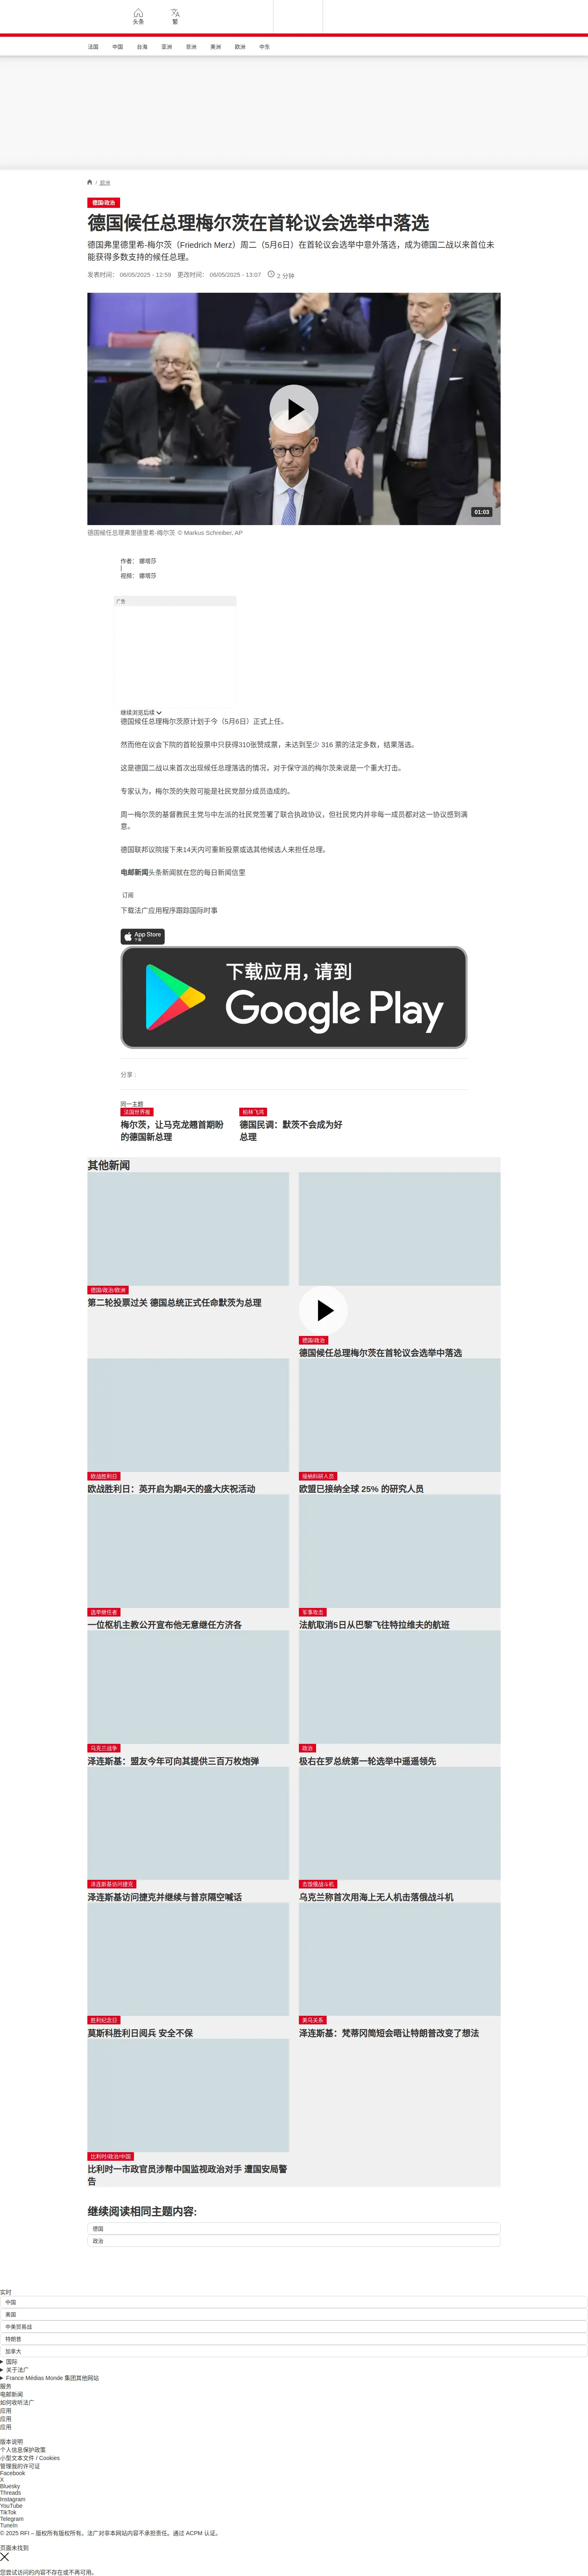 头条
繁
法国
中国
台海
亚洲
非洲
美洲
欧洲
中东
/ 欧洲
德国/政治
德国候任总理梅尔茨在首轮议会选举中落选
德国弗里德里希-梅尔茨（Friedrich Merz）周二（5月6日）在首轮议会选举中意外落选，成为德国二战以来首位未
能获得多数支持的候任总理。
发表时间： 06/05/2025 - 12:59 更改时间： 06/05/2025 - 13:07 2 分钟
01:03
德国候任总理弗里德里希-梅尔茨 © Markus Schreiber, AP
作者： 娜塔莎
|
视频： 娜塔莎
广告
继续浏览后续
德国候任总理梅尔茨原计划于今（5月6日）正式上任。
然而他在议会下院的首轮投票中只获得310张赞成票，未达到至少 316 票的法定多数，结果落选。
这是德国二战以来首次出现候任总理落选的情况，对于保守派的梅尔茨来说是一个重大打击。
专家认为，梅尔茨的失败可能是社民党部分成员造成的。
周一梅尔茨的基督教民主党与中左派的社民党签署了联合执政协议，但社民党内并非每一成员都对这一协议感到满
意。
德国联邦议院接下来14天内可重新投票或选其他候选人来担任总理。
电邮新闻头条新闻就在您的每日新闻信里
订阅
下载法广应用程序跟踪国际时事
App Store
下载
下载应用，请到
Google Play
分享 :
同一主题
法国世界报
梅尔茨，让马克龙翘首期盼
的德国新总理
柏林飞鸿
德国民调：默茨不会成为好
总理
其他新闻
德国/政治/欧洲
第二轮投票过关 德国总统正式任命默茨为总理
德国/政治
德国候任总理梅尔茨在首轮议会选举中落选
欧战胜利日
欧战胜利日：英开启为期4天的盛大庆祝活动
接纳科研人员
欧盟已接纳全球 25% 的研究人员
选举继任者
一位枢机主教公开宣布他无意继任方济各
军事攻击
法航取消5日从巴黎飞往特拉维夫的航班
乌克兰战争
泽连斯基：盟友今年可向其提供三百万枚炮弹
政治
极右在罗总统第一轮选举中遥遥领先
泽连斯基访问捷克
泽连斯基访问捷克并继续与普京隔空喊话
击毁俄战斗机
乌克兰称首次用海上无人机击落俄战斗机
胜利纪念日
莫斯科胜利日阅兵 安全不保
美乌关系
泽连斯基：梵蒂冈简短会晤让特朗普改变了想法
比利时/政治/中国
比利时一市政官员涉帮中国监视政治对手 遭国安局警
告
继续阅读相同主题内容:
德国
政治
实时
中国
美国
中美贸易战
特朗普
加拿大
国际
关于法广
France Médias Monde 集团其他网站
服务
电邮新闻
如何收听法广
应用
应用
应用
版本说明
个人信息保护政策
小型文本文件 / Cookies
管理我的许可证
Facebook
X
Bluesky
Threads
Instagram
YouTube
TikTok
Telegram
TuneIn
© 2025 RFI – 版权所有版权所有。法广对非本网站内容不承担责任。通过 ACPM 认证。
页面未找到
您尝试访问的内容不存在或不再可用。